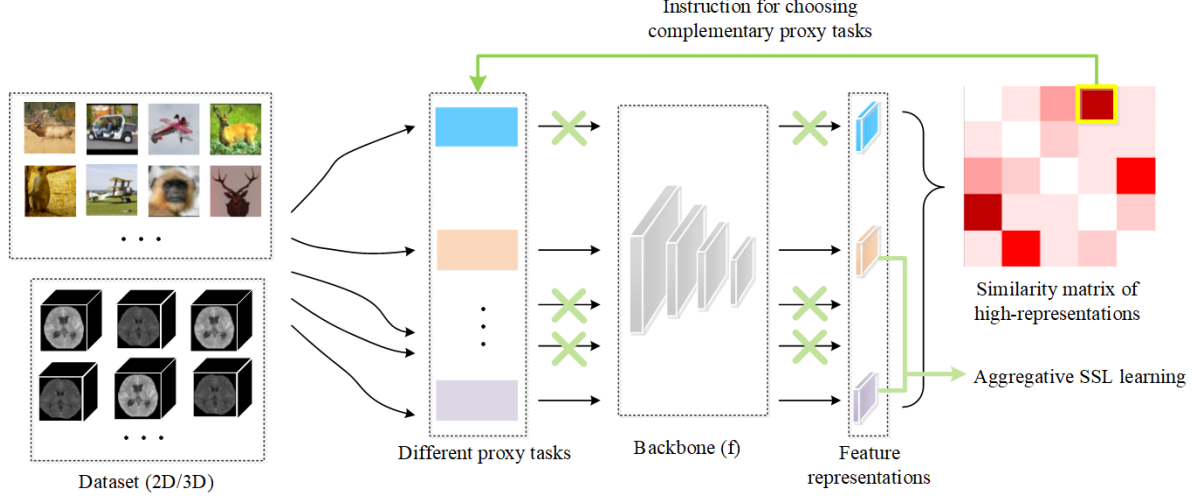 Instruction for choosing
complementary proxy tasks
Similarity matrix of
high-representations
Aggregative SSL learning
Different proxy tasks
Backbone (f)
Feature
representations
Dataset (2D/3D)